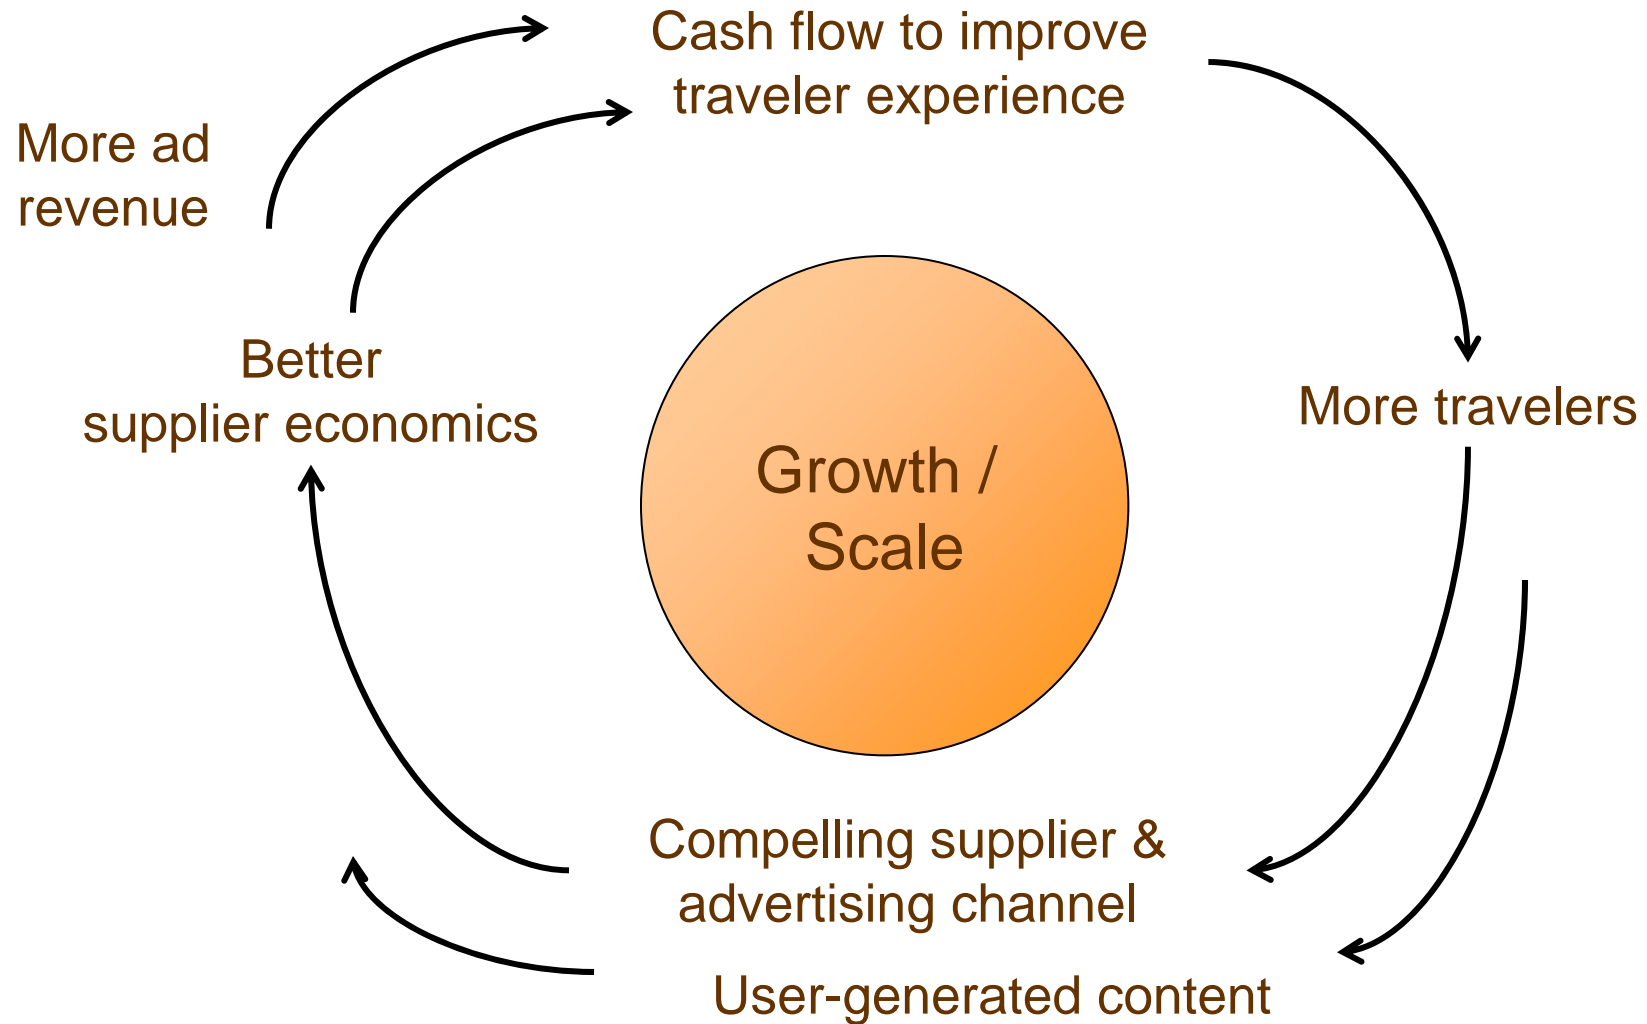 Cash flow to improve
traveler experience
More ad
revenue
Better
supplier economics
More travelers
Growth /
Scale
Compelling supplier &
advertising channel
User-generated content